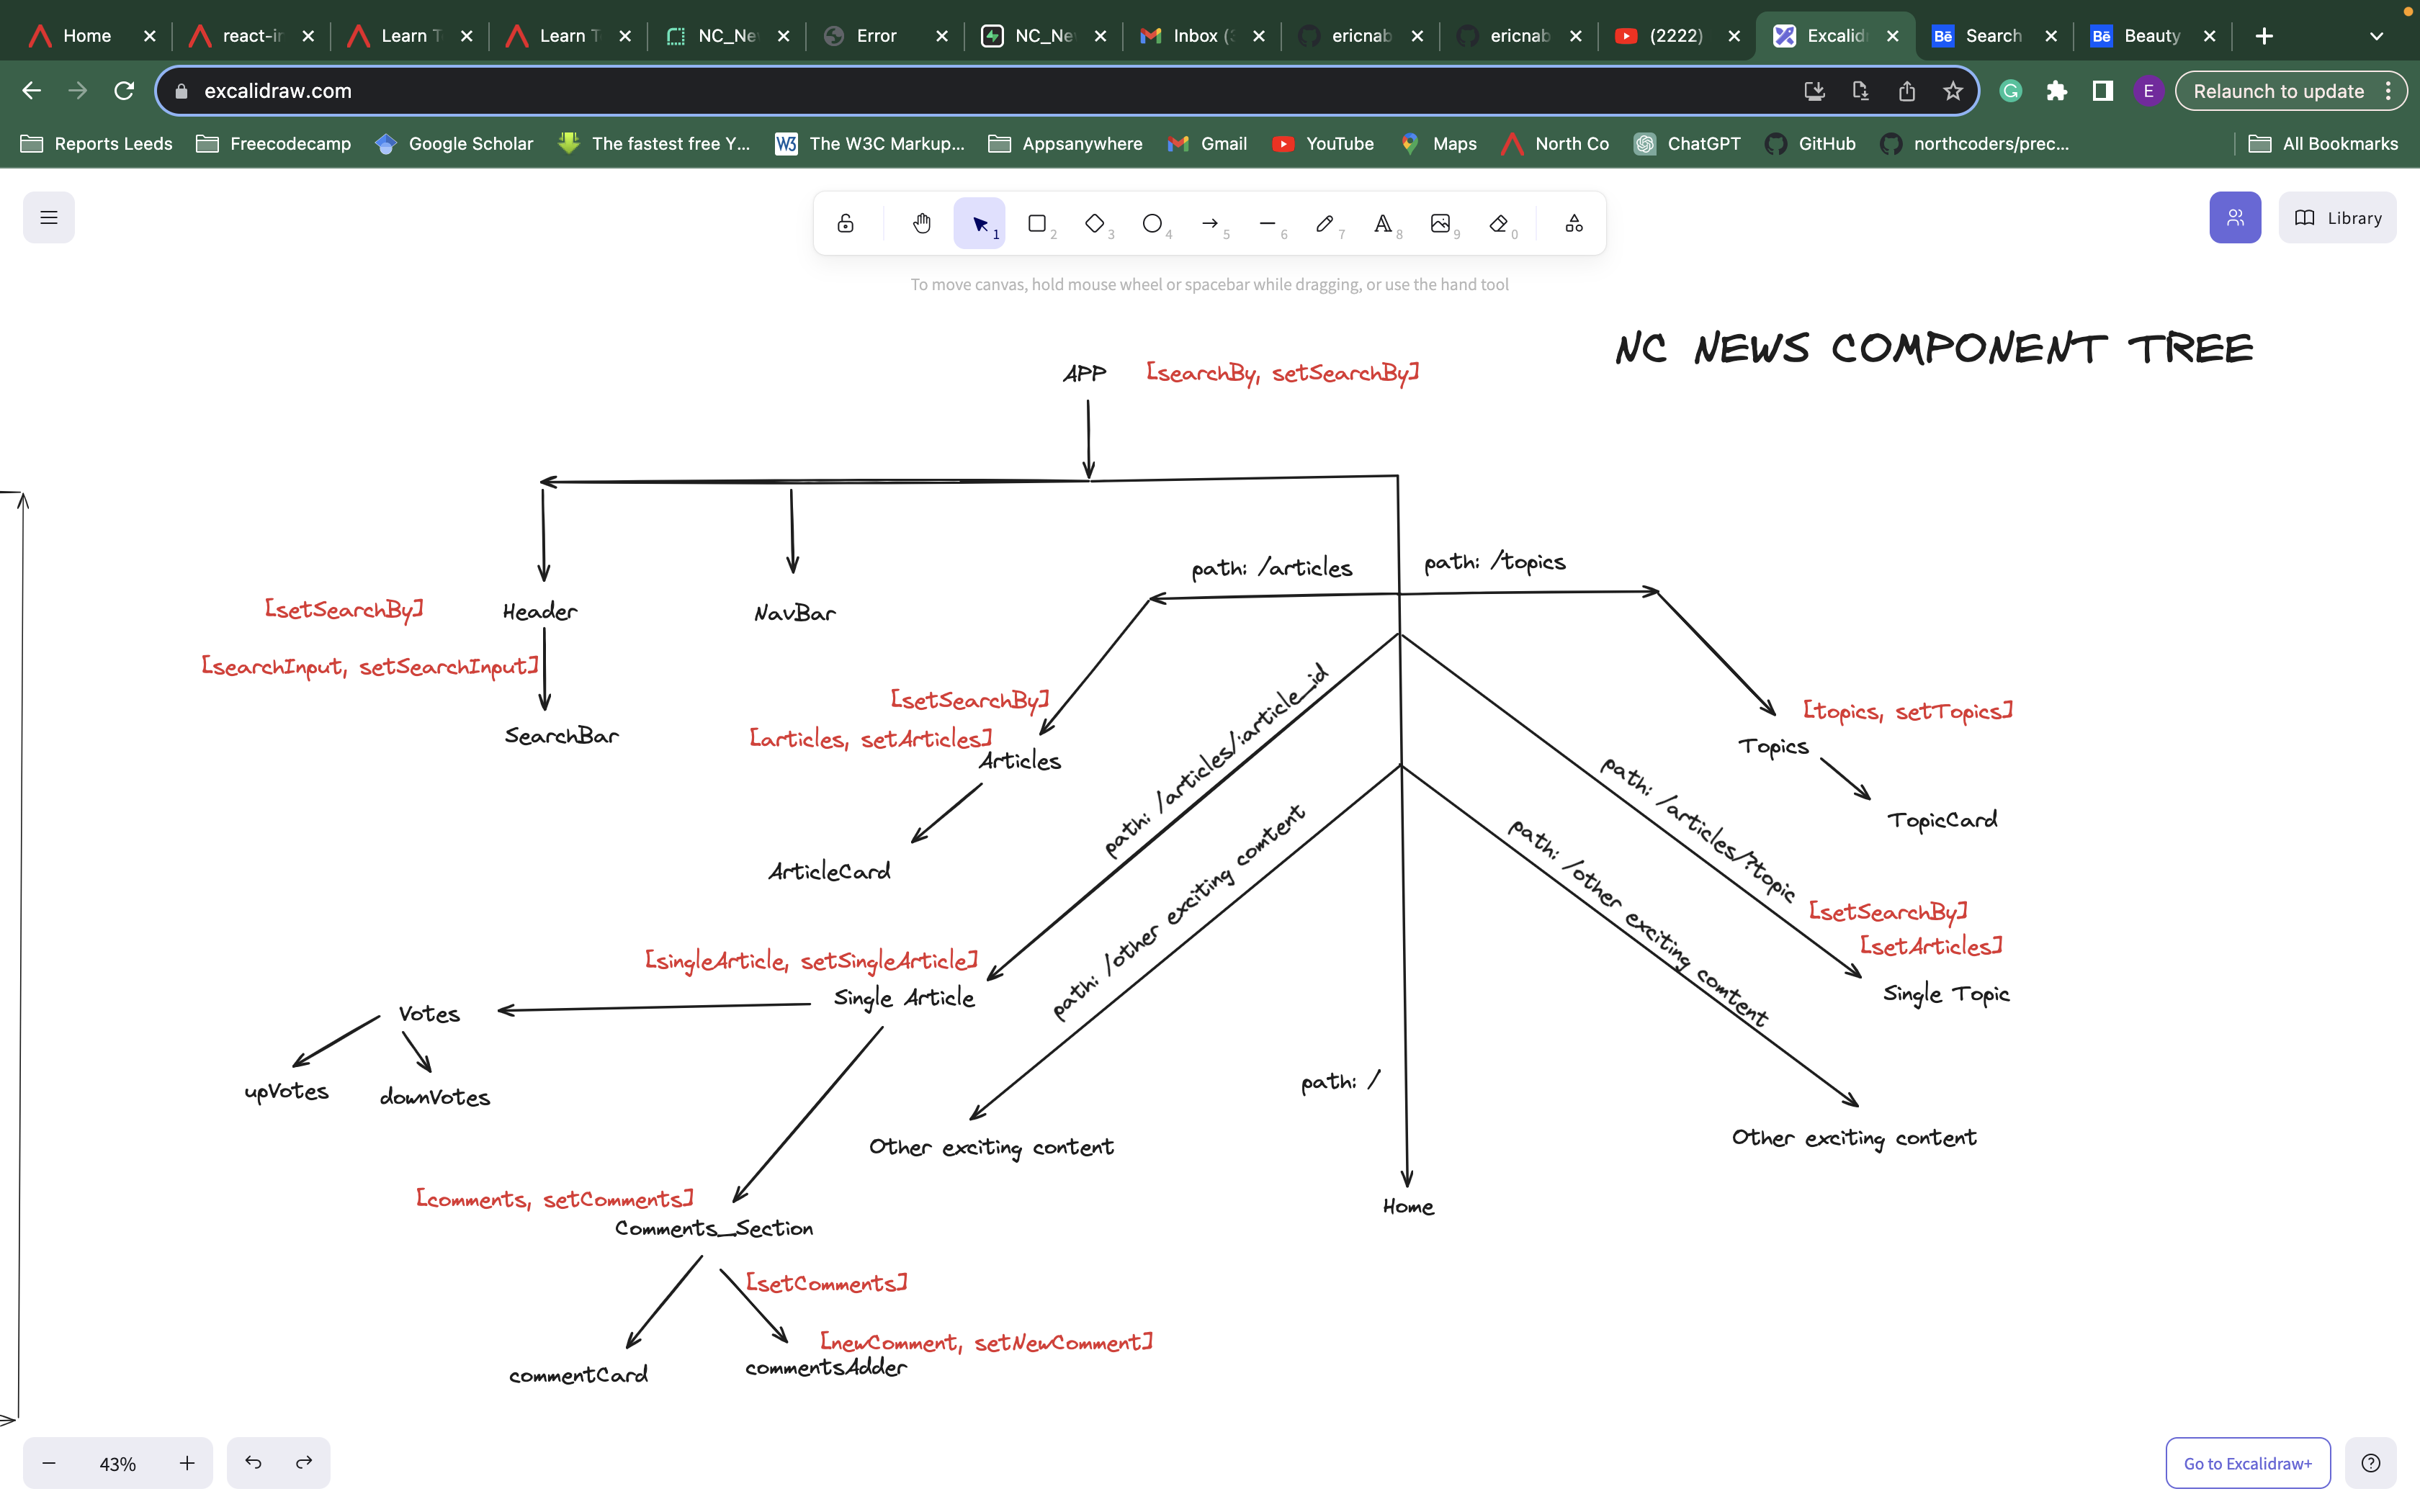 Home
react-ir
Learn T
Learn T
NC_Ne
Error
NC_Ne
Inbox (3
ericnab
ericnab
(2222)
Excalid
Search
Beauty
excalidraw.com
Relaunch to update
Reports Leeds
Freecodecamp
Google Scholar
The fastest free Y...
The W3C Markup...
Appsanywhere
Gmail
YouTube
Maps
North Co
ChatGPT
GitHub
northcoders/prec...
All Bookmarks
1
2
3
4
5
6
7
8
9
0
Library
To move canvas, hold mouse wheel or spacebar while dragging, or use the hand tool
NC NEWS COMPONENT TREE
APP
[searchBy, setSearchBy]
path: /articles
path: /topics
[setSearchBy]
Header
NavBar
[searchInput, setSearchInput]
SearchBar
[setSearchBy]
[articles, setArticles]
Articles
ArticleCard
path: /articles/:article_id
path: /other exciting comtent
[topics, setTopics]
Topics
TopicCard
path: /articles/?topic
path: /other exciting comtent
[setSearchBy]
[setArticles]
Single Topic
[singleArticle, setSingleArticle]
Single Article
Votes
upVotes
downVotes
path: /
Other exciting content
Other exciting content
Home
[comments, setComments]
Comments_Section
[setComments]
[newComment, setNewComment]
commentCard
commentsAdder
43%
Go to Excalidraw+